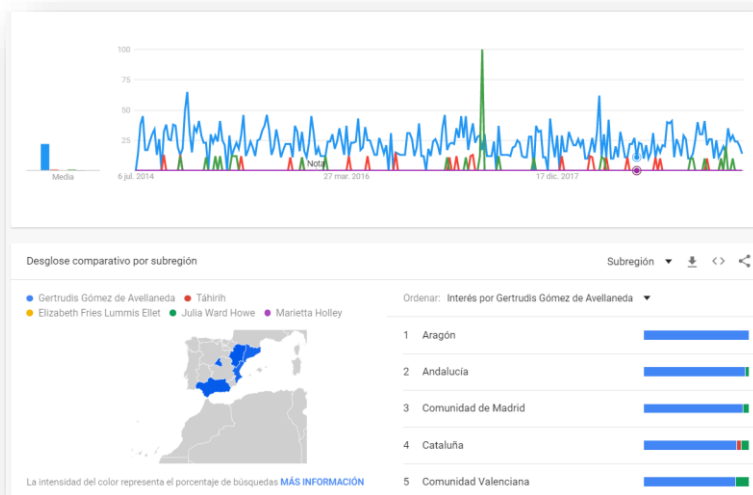 100
75
50
25
Nota
Media
6 jul. 2014
27 mar. 2016
17 dic. 2017
Desglose comparativo por subregión
Subregión
Gertrudis Gómez de Avellaneda
Táhirih
Elizabeth Fries Lummis Ellet
Julia Ward Howe
Marietta Holley
Ordenar: Interés por Gertrudis Gómez de Avellaneda
1 Aragón
2 Andalucía
3 Comunidad de Madrid
4 Cataluña
5 Comunidad Valenciana
La intensidad del color representa el porcentaje de búsquedas MÁS INFORMACIÓN